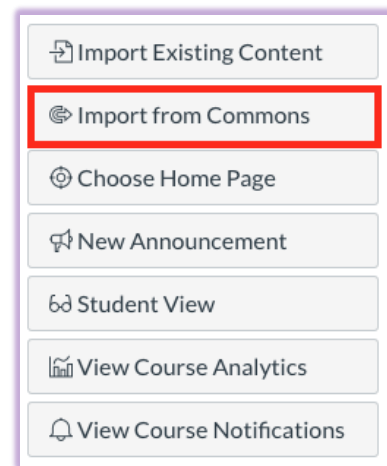 Import Existing Content
Import from Commons
Choose Home Page
New Announcement
Student View
View Course Analytics
View Course Notifications